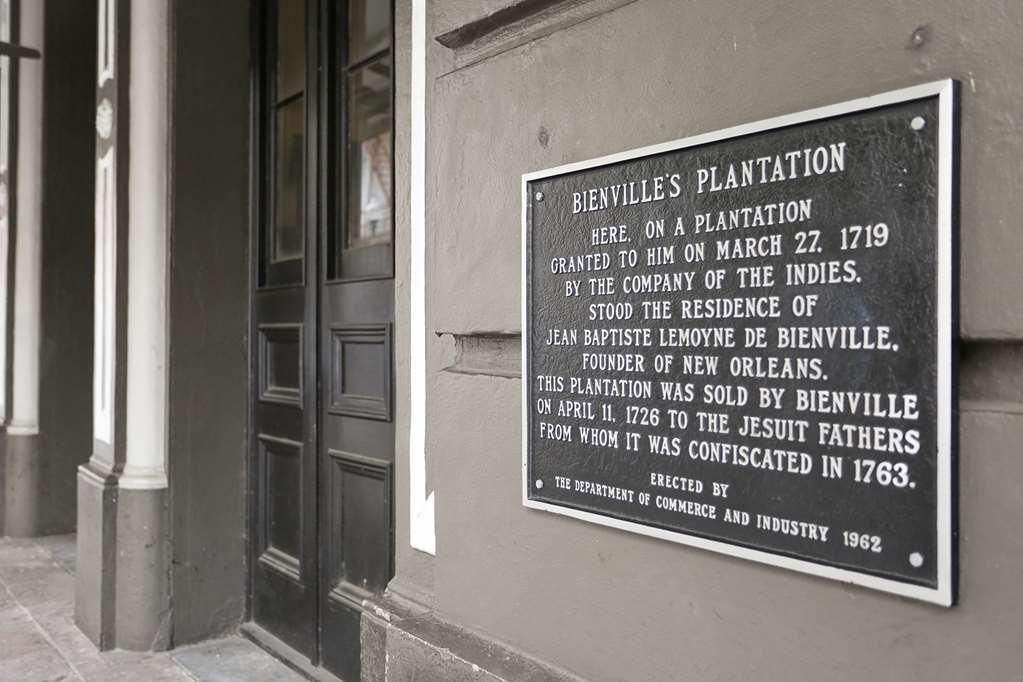 BIENVILLE'S PLANTATION
HERE, ON A PLANTATION
GRANTED TO HIM ON MARCH 27, 1719
BY THE COMPANY OF THE INDIES.
STOOD THE RESIDENCE OF
JEAN BAPTISTE LEMOYNE DE BIENVILLE,
FOUNDER OF NEW ORLEANS.
THIS PLANTATION WAS SOLD BY BIENVILLE
ON APRIL 11, 1726 TO THE JESUIT FATHERS
FROM WHOM IT WAS CONFISCATED IN 1763.
ERECTED BY
THE DEPARTMENT OF COMMERCE AND INDUSTRY 1962